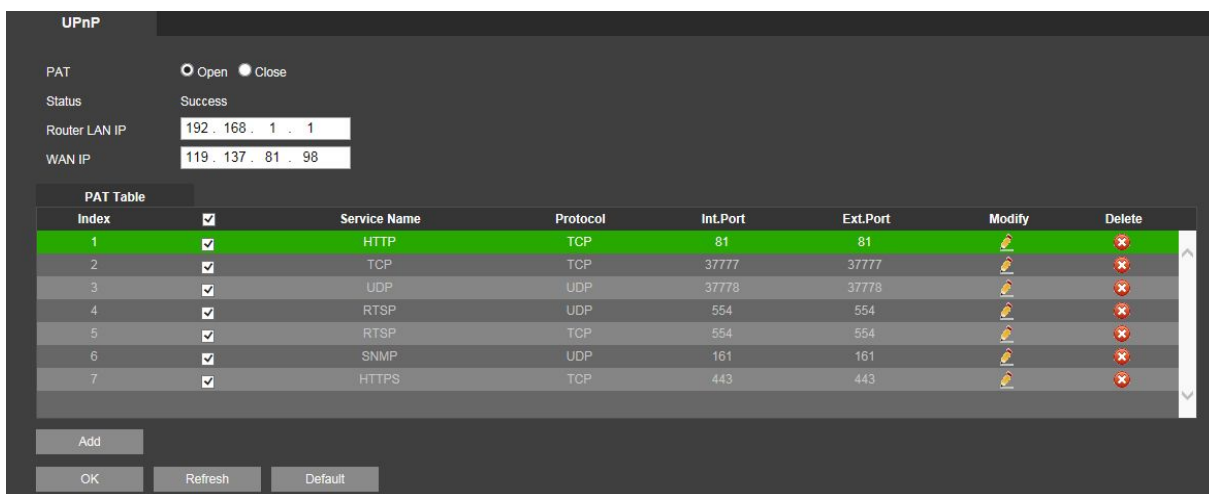 UPnP
PAT Open Close
Status Success
Router LAN IP 192 . 168 . 1 . 1
WAN IP 119 . 137 . 81 . 98
PAT Table
Index Service Name Protocol Int.Port Ext.Port Modify Delete
1 HTTP TCP 81 81
2 TCP TCP 37777 37777
3 UDP UDP 37778 37778
4 RTSP UDP 554 554
5 RTSP TCP 554 554
6 SNMP UDP 161 161
7 HTTPS TCP 443 443
Add
OK Refresh Default